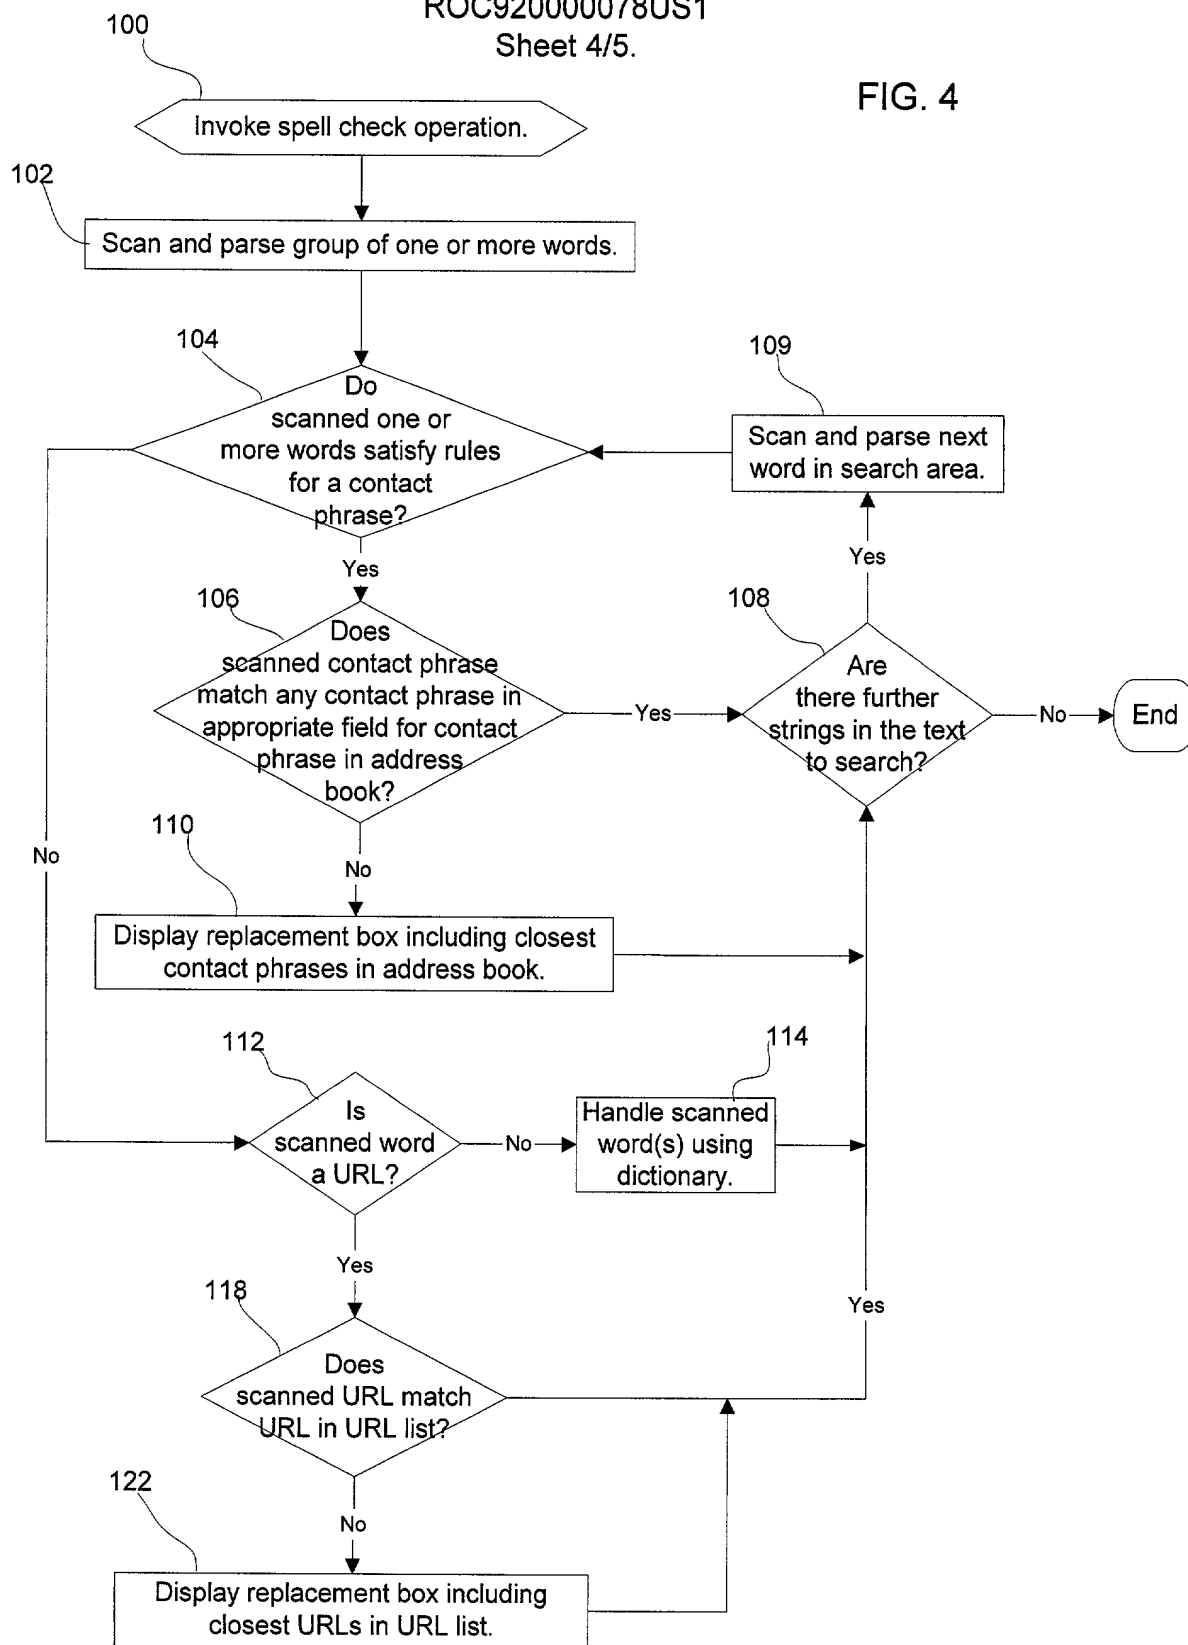 ROC920000078US1
Sheet 4/5.
FIG. 4
100
Invoke spell check operation.
102
Scan and parse group of one or more words.
104
Do
scanned one or
more words satisfy rules
for a contact
phrase?
109
Scan and parse next
word in search area.
Yes
Yes
106
Does
scanned contact phrase
match any contact phrase in
appropriate field for contact
phrase in address
book?
Yes
108
Are
there further
strings in the text
to search?
No
End
No
110
No
Display replacement box including closest
contact phrases in address book.
112
Is
scanned word
a URL?
No
114
Handle scanned
word(s) using
dictionary.
Yes
118
Does
scanned URL match
URL in URL list?
Yes
122
No
Display replacement box including
closest URLs in URL list.